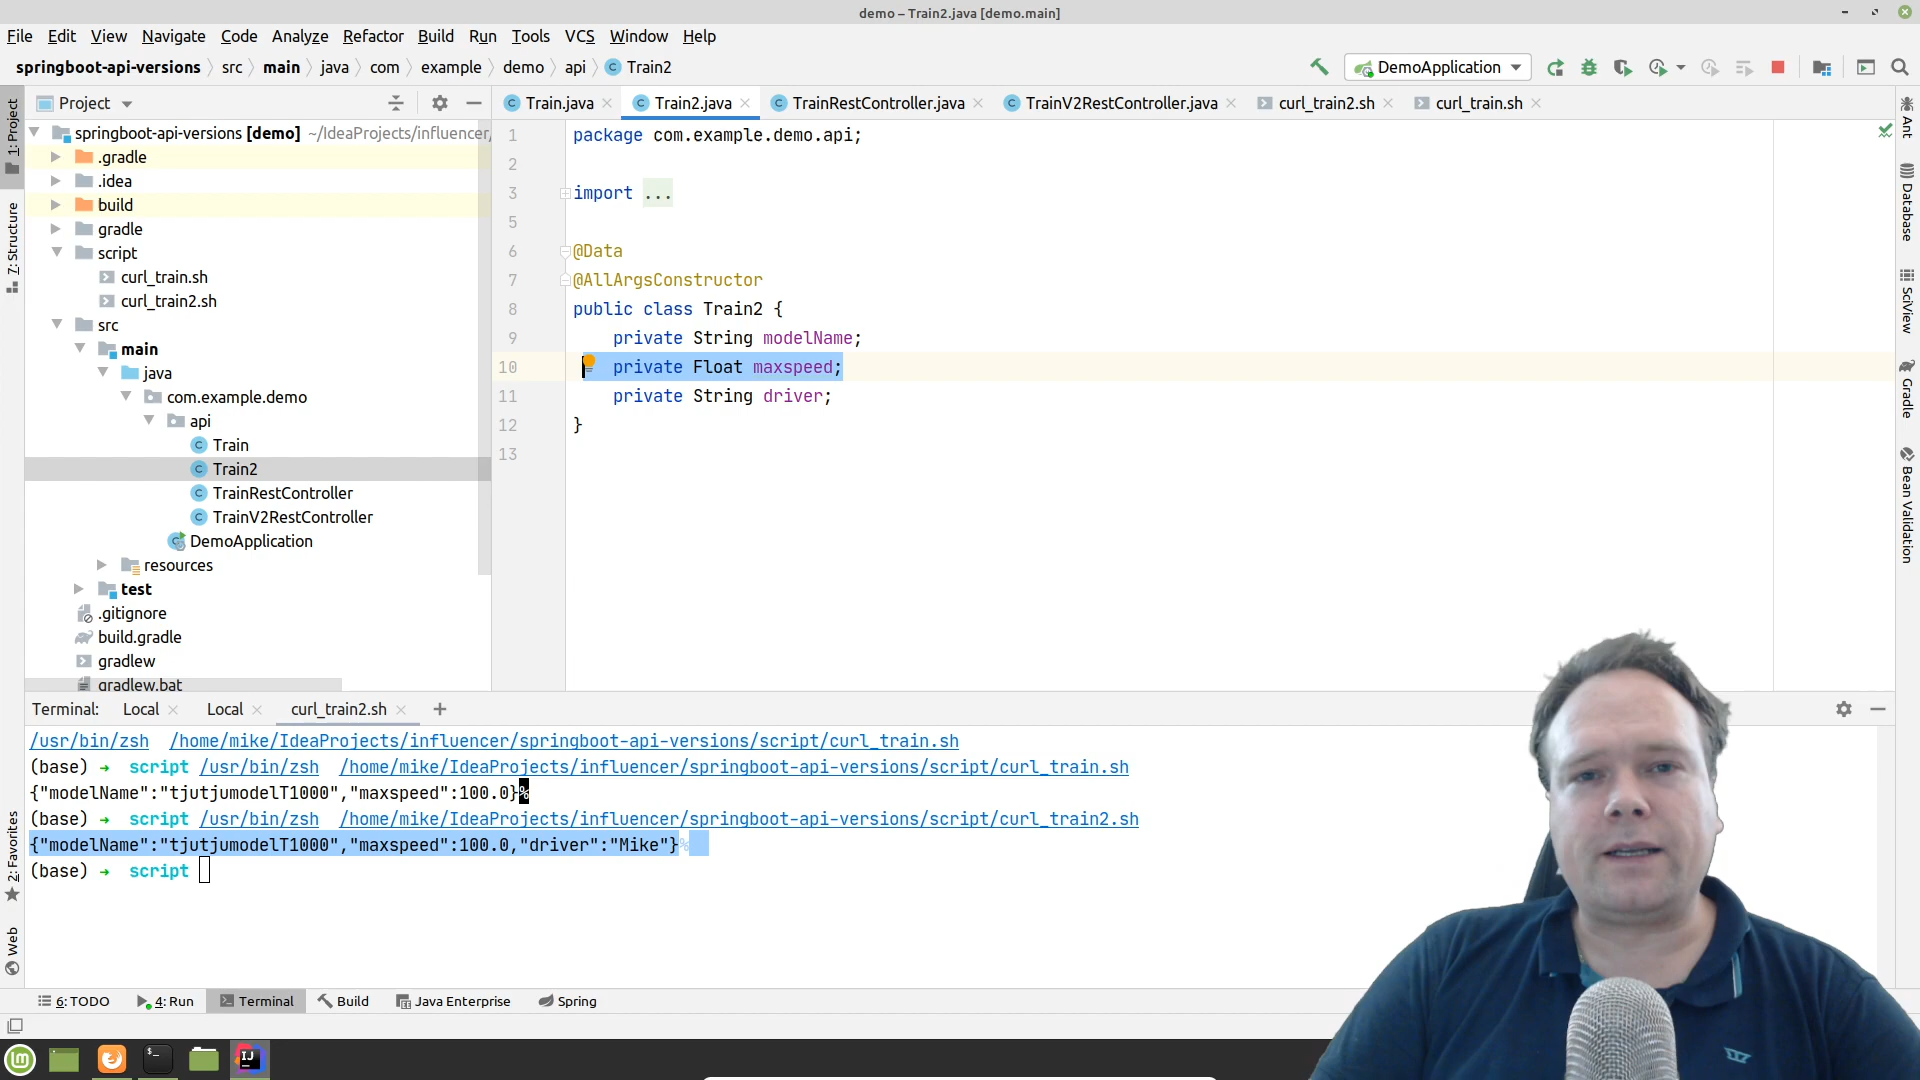 demo – Train2.java [demo.main]
File Edit View Navigate Code Analyze Refactor Build Run Tools VCS Window Help
springboot-api-versions src main java com example demo api Train2
DemoApplication
Project
Train.java Train2.java TrainRestController.java TrainV2RestController.java curl_train2.sh curl_train.sh
1: Project
7: Structure
2: Favorites
Web
springboot-api-versions [demo] ~/IdeaProjects/influencer/
.gradle
.idea
build
gradle
script
curl_train.sh
curl_train2.sh
src
main
java
com.example.demo
api
Train
Train2
TrainRestController
TrainV2RestController
DemoApplication
resources
test
.gitignore
build.gradle
gradlew
gradlew.bat
1 package com.example.demo.api;
2
3 import ...
5
6 @Data
7 @AllArgsConstructor
8 public class Train2 {
9 private String modelName;
10 private Float maxspeed;
11 private String driver;
12 }
13
Ant
Database
SciView
Gradle
Bean Validation
Terminal: Local Local curl_train2.sh
/usr/bin/zsh /home/mike/IdeaProjects/influencer/springboot-api-versions/script/curl_train.sh
(base) → script /usr/bin/zsh /home/mike/IdeaProjects/influencer/springboot-api-versions/script/curl_train.sh
{"modelName":"tjutjumodelT1000","maxspeed":100.0}%
(base) → script /usr/bin/zsh /home/mike/IdeaProjects/influencer/springboot-api-versions/script/curl_train2.sh
{"modelName":"tjutjumodelT1000","maxspeed":100.0,"driver":"Mike"}%
(base) → script
6: TODO 4: Run Terminal Build Java Enterprise Spring
lm
IJ